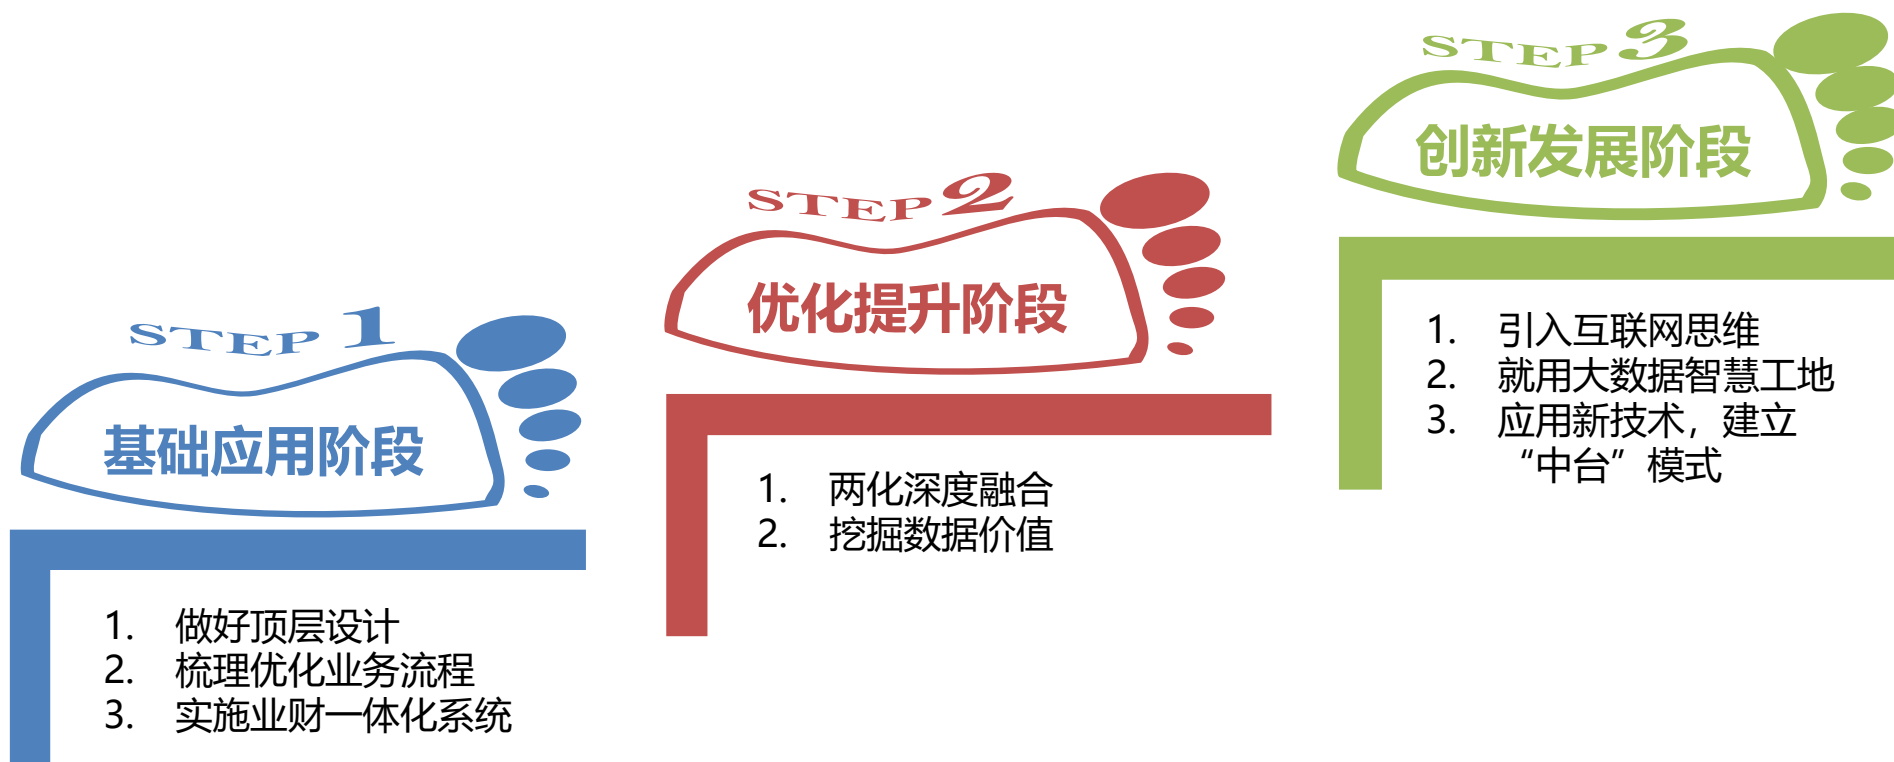 STEP 1
基础应用阶段
1. 做好顶层设计
2. 梳理优化业务流程
3. 实施业财一体化系统
STEP 2
优化提升阶段
1. 两化深度融合
2. 挖掘数据价值
STEP 3
创新发展阶段
1. 引入互联网思维
2. 就用大数据智慧工地
3. 应用新技术，建立
“中台”模式